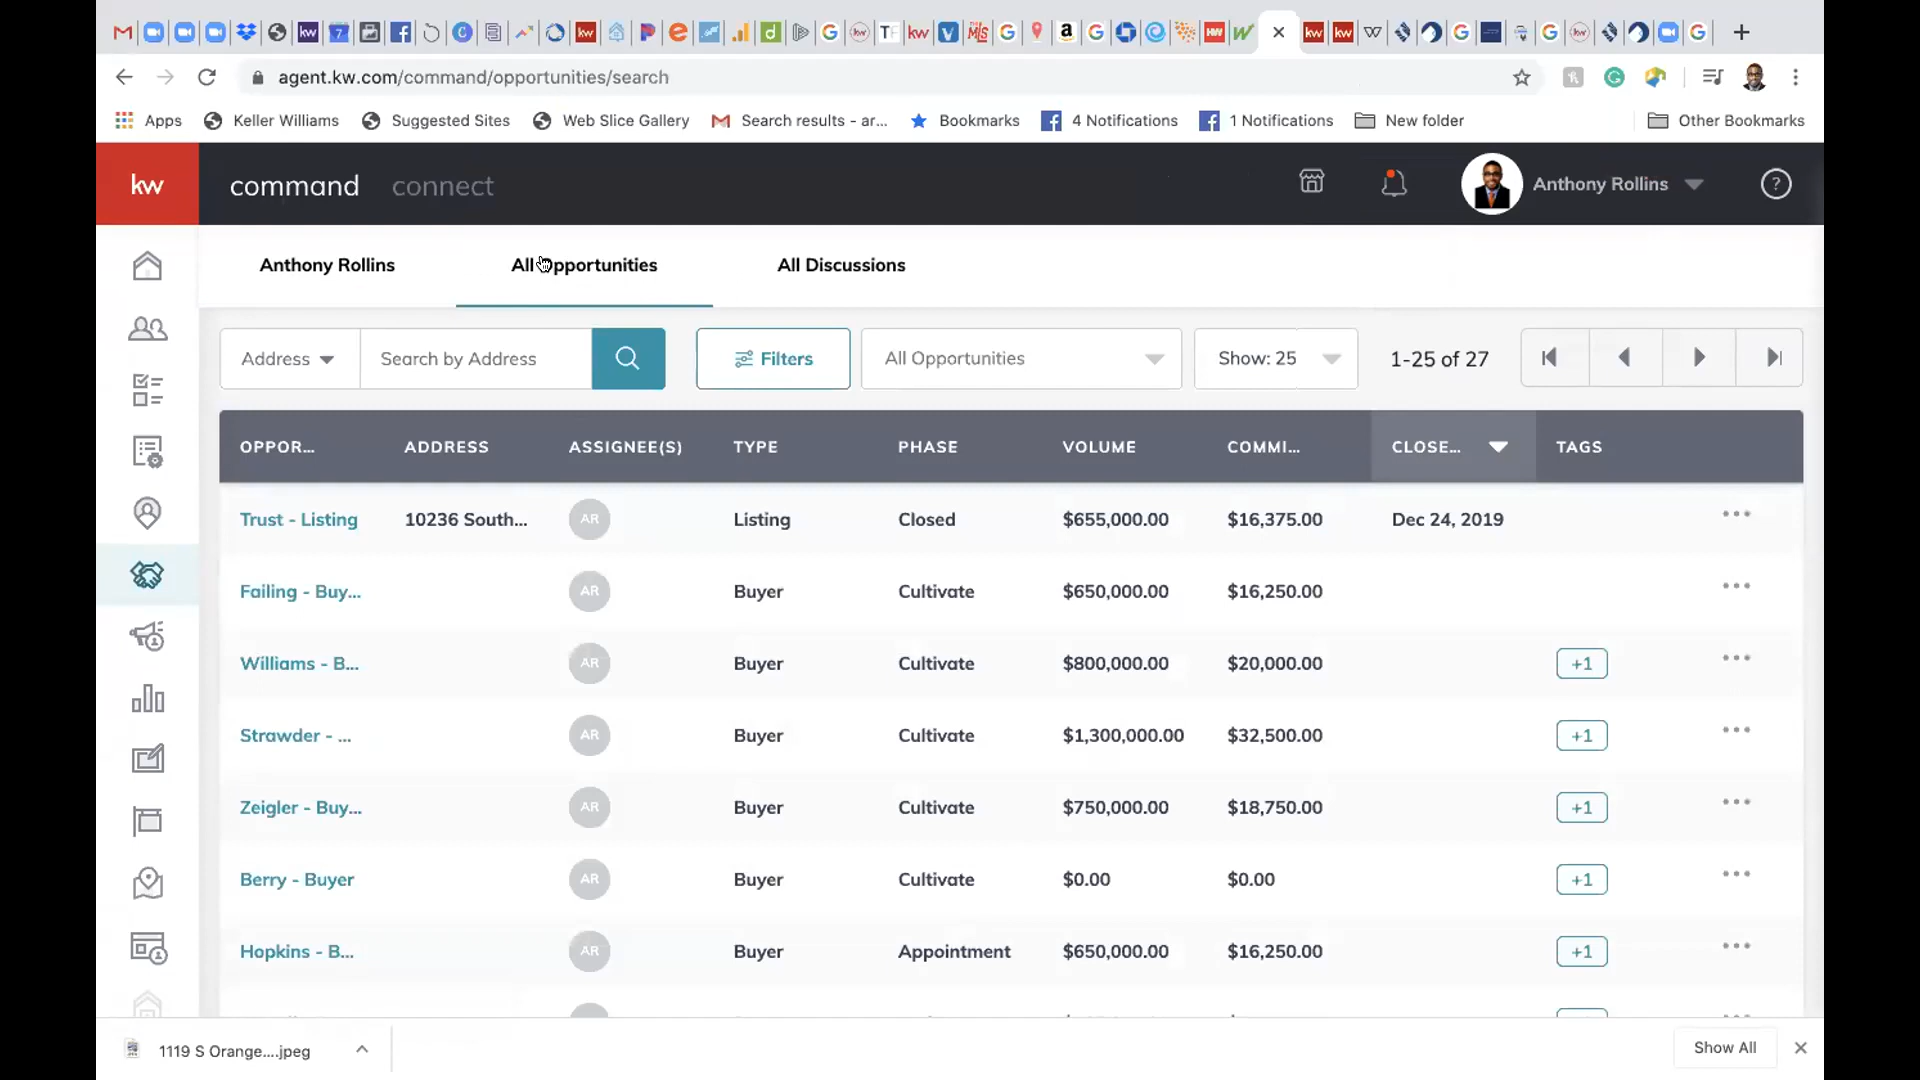 agent.kw.com/command/opportunities/search
Apps Keller Williams Suggested Sites Web Slice Gallery Search results - ar... Bookmarks 4 Notifications 1 Notifications New folder Other Bookmarks
kw command connect Anthony Rollins ?
Anthony Rollins All Opportunities All Discussions
Address Search by Address Filters All Opportunities Show: 25 1-25 of 27
OPPOR... ADDRESS ASSIGNEE(S) TYPE PHASE VOLUME COMMI... CLOSE... TAGS
Trust - Listing 10236 South... AR Listing Closed $655,000.00 $16,375.00 Dec 24, 2019
Failing - Buy... AR Buyer Cultivate $650,000.00 $16,250.00
Williams - B... AR Buyer Cultivate $800,000.00 $20,000.00 +1
Strawder - ... AR Buyer Cultivate $1,300,000.00 $32,500.00 +1
Zeigler - Buy... AR Buyer Cultivate $750,000.00 $18,750.00 +1
Berry - Buyer AR Buyer Cultivate $0.00 $0.00 +1
Hopkins - B... AR Buyer Appointment $650,000.00 $16,250.00 +1
1119 S Orange....jpeg Show All